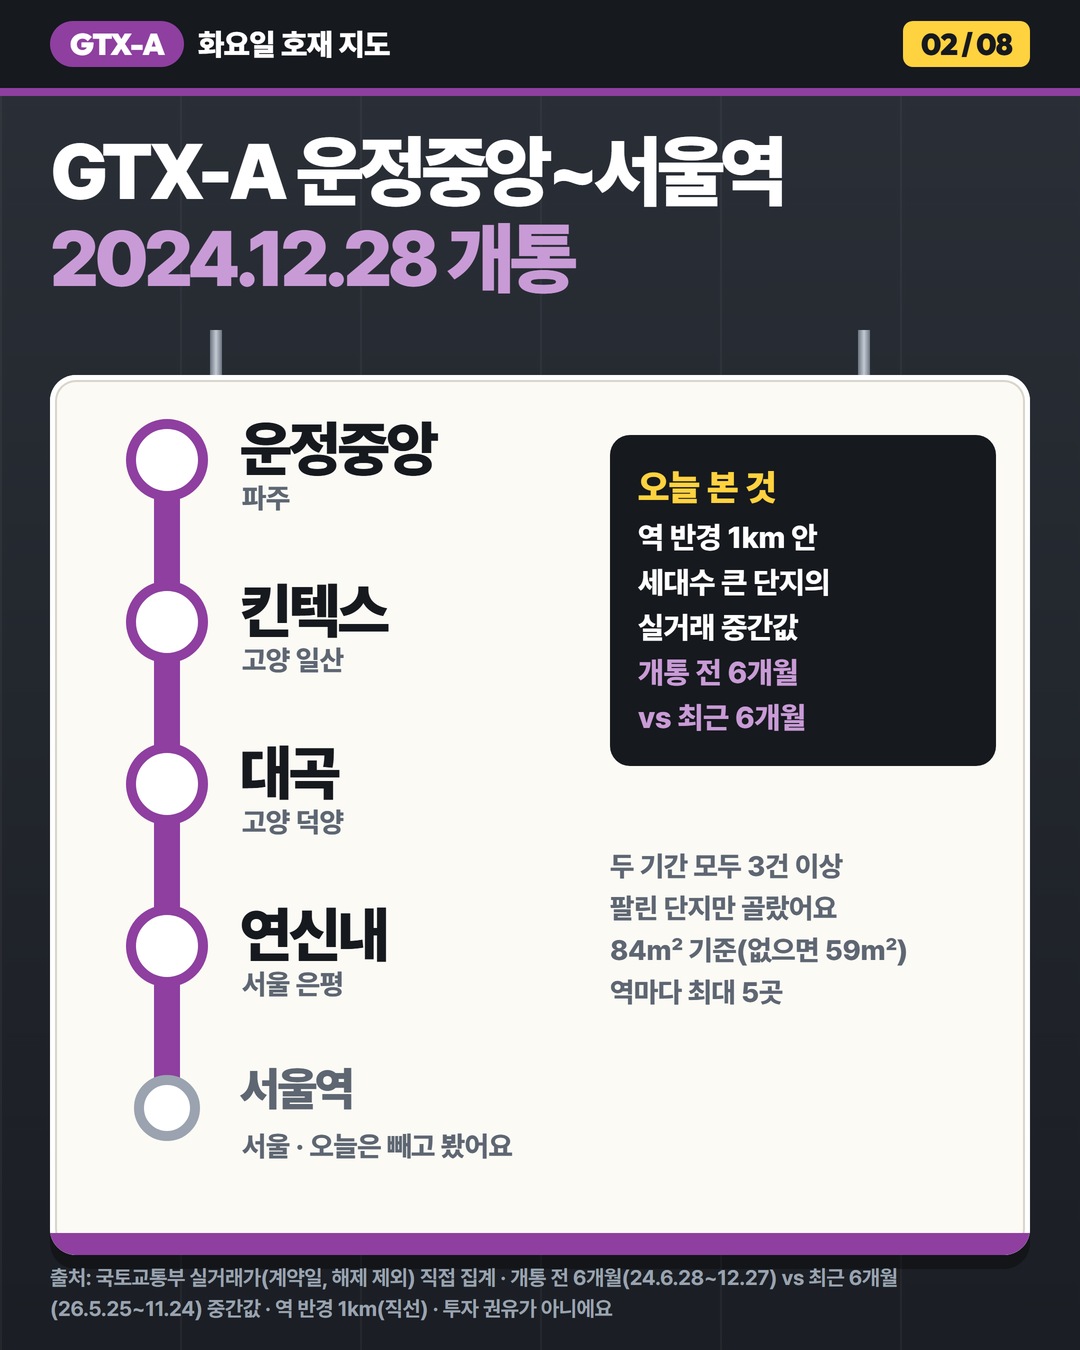 GTX-A 화요일 호재 지도
02 / 08
GTX-A 운정중앙~서울역
2024.12.28 개통
운정중앙
파주
킨텍스
고양 일산
대곡
고양 덕양
연신내
서울 은평
서울역
서울 · 오늘은 빼고 봤어요
오늘 본 것
역 반경 1km 안
세대수 큰 단지의
실거래 중간값
개통 전 6개월
vs 최근 6개월
두 기간 모두 3건 이상
팔린 단지만 골랐어요
84m² 기준(없으면 59m²)
역마다 최대 5곳
출처: 국토교통부 실거래가(계약일, 해제 제외) 직접 집계 · 개통 전 6개월(24.6.28~12.27) vs 최근 6개월
(26.5.25~11.24) 중간값 · 역 반경 1km(직선) · 투자 권유가 아니에요